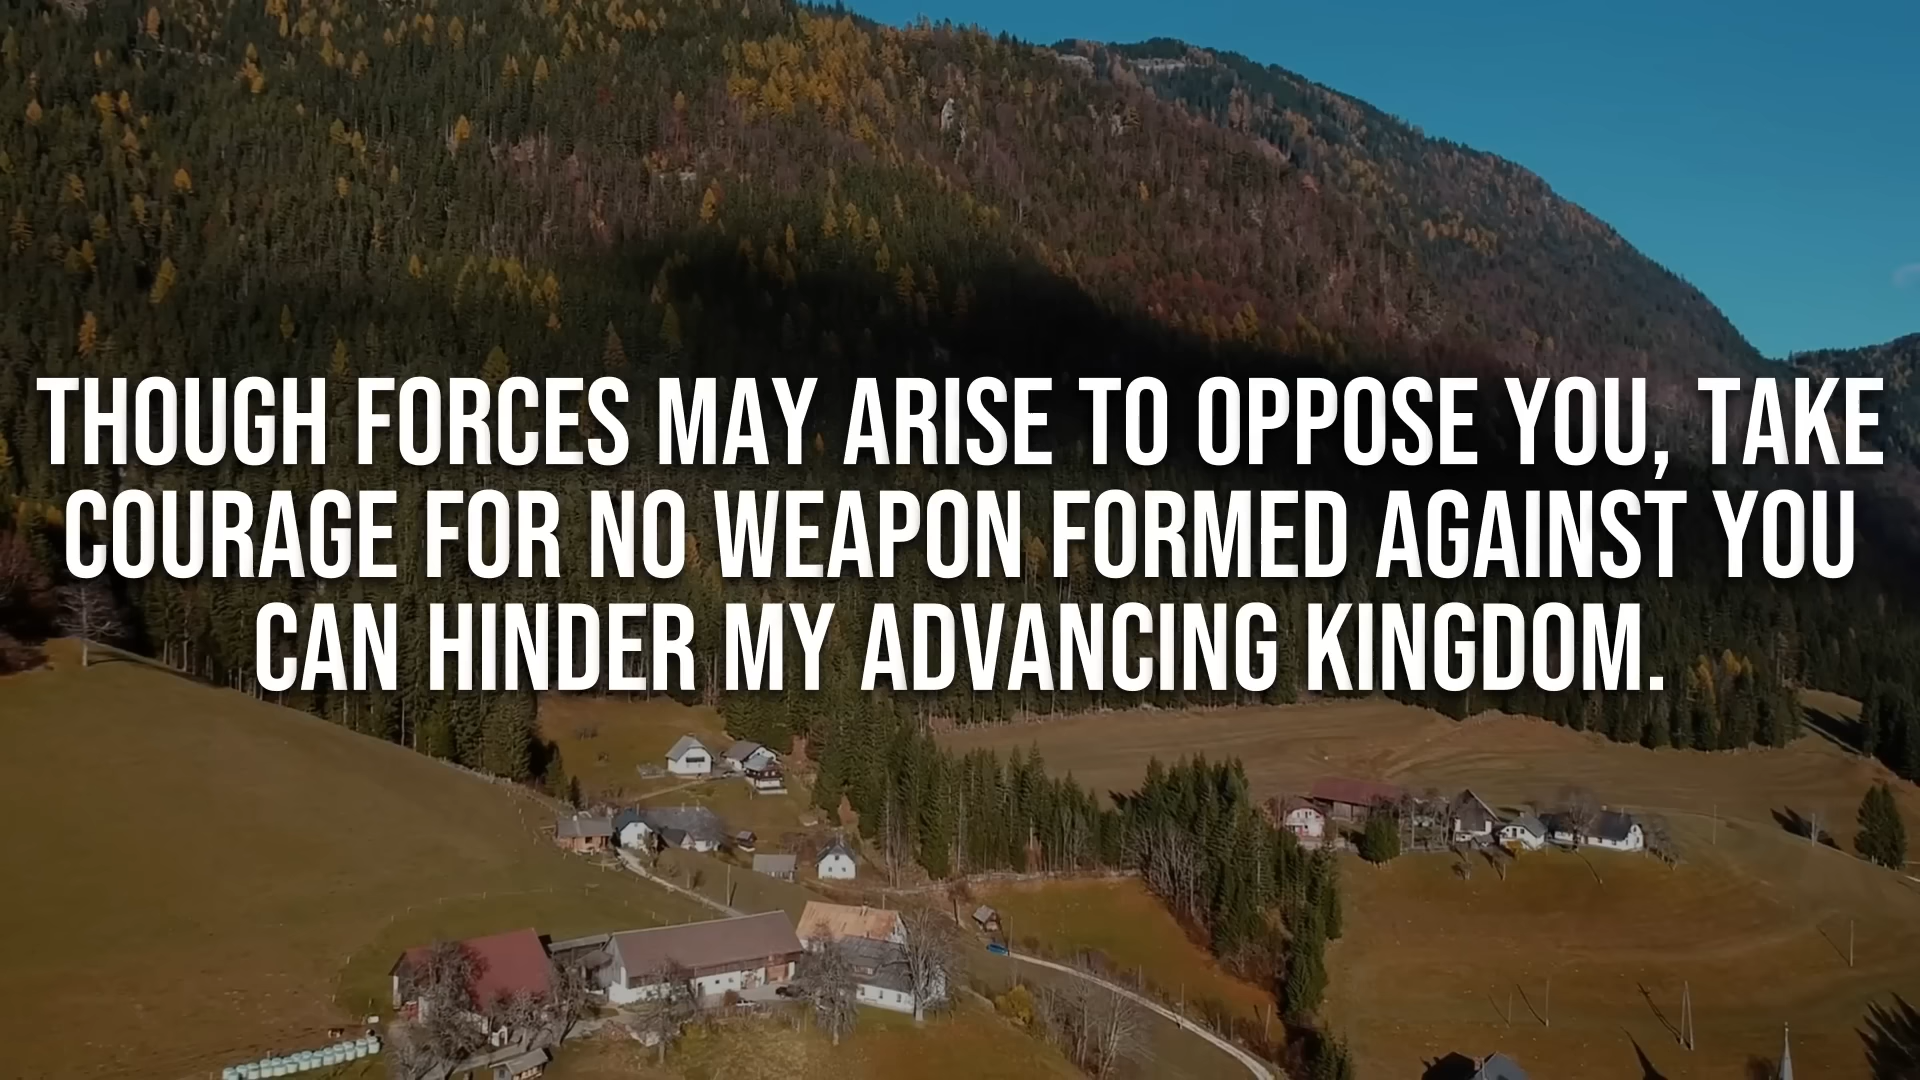 THOUGH FORCES MAY ARISE TO OPPOSE YOU, TAKE
COURAGE FOR NO WEAPON FORMED AGAINST YOU
CAN HINDER MY ADVANCING KINGDOM.